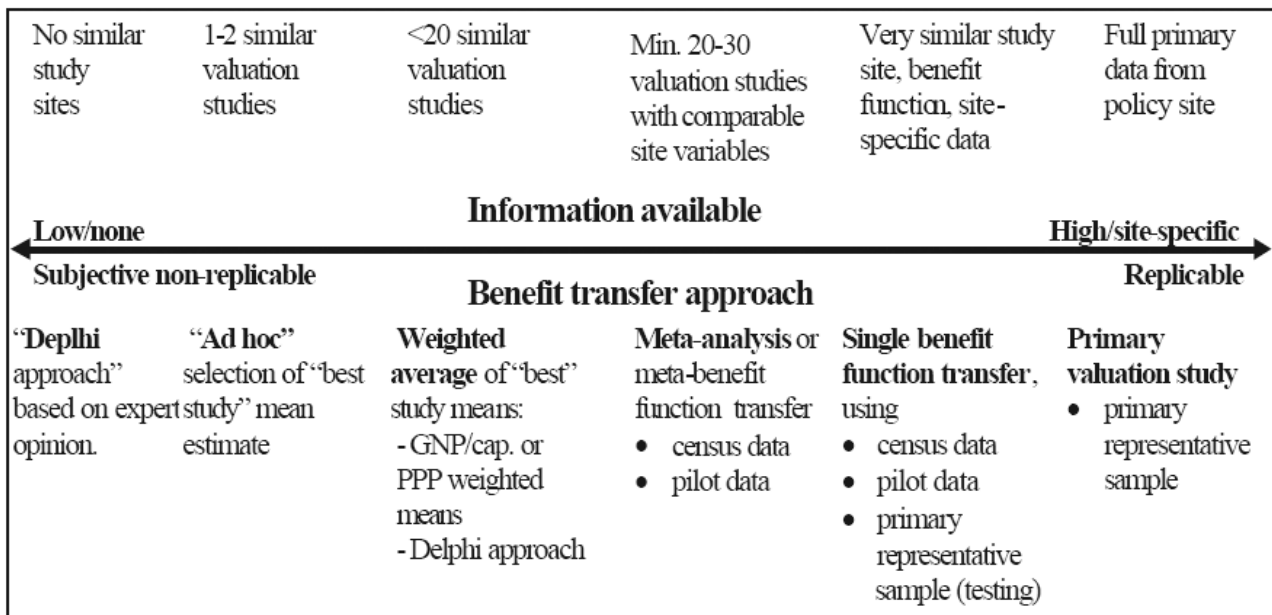 No similar
study
sites
1-2 similar
valuation
studies
<20 similar
valuation
studies
Min. 20-30
valuation studies
with comparable
site variables
Very similar study
site, benefit
function, site-
specific data
Full primary
data from
policy site
Information available
Low/none
High/site-specific
Subjective non-replicable
Replicable
Benefit transfer approach
“Deplhi
approach”
based on expert
opinion.
“Ad hoc”
selection of “best
study” mean
estimate
Weighted
average of “best”
study means:
- GNP/cap. or
PPP weighted
means
- Delphi approach
Meta-analysis or
meta-benefit
function transfer
• census data
• pilot data
Single benefit
function transfer,
using
• census data
• pilot data
• primary
representative
sample (testing)
Primary
valuation study
• primary
representative
sample